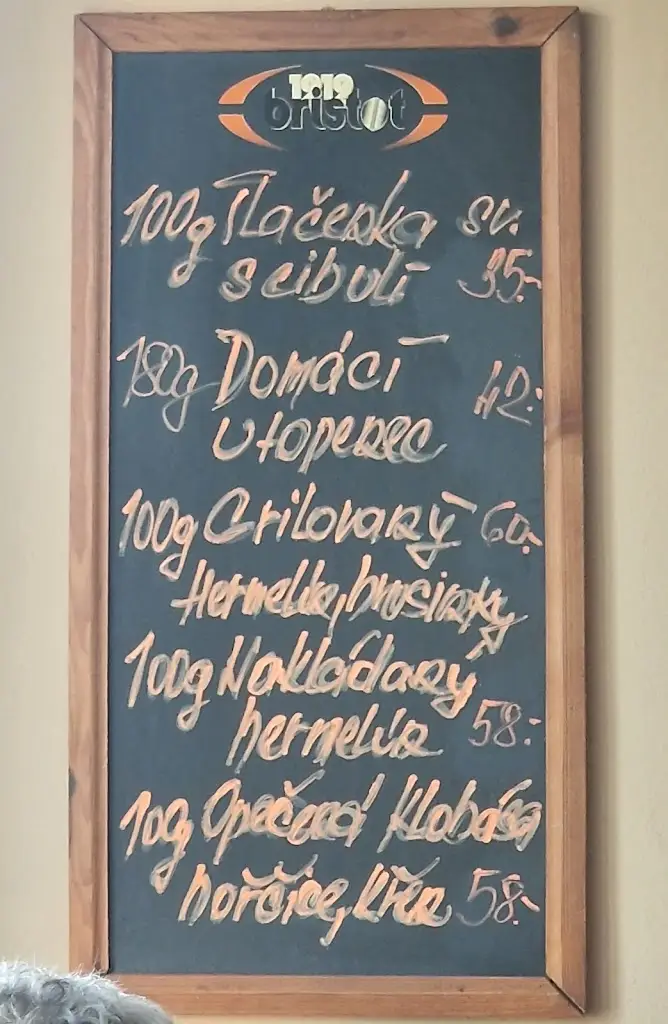 1919
bristot
100g Tlačenka sv.
s cibulí 35.-
180g Domácí 42.-
utopenec
100g Grilovaný 60.-
Hermelín, brusinky
100g Nakládaný
hermelín 58.-
100g Opečená klobása
hořčice, křen 58.-